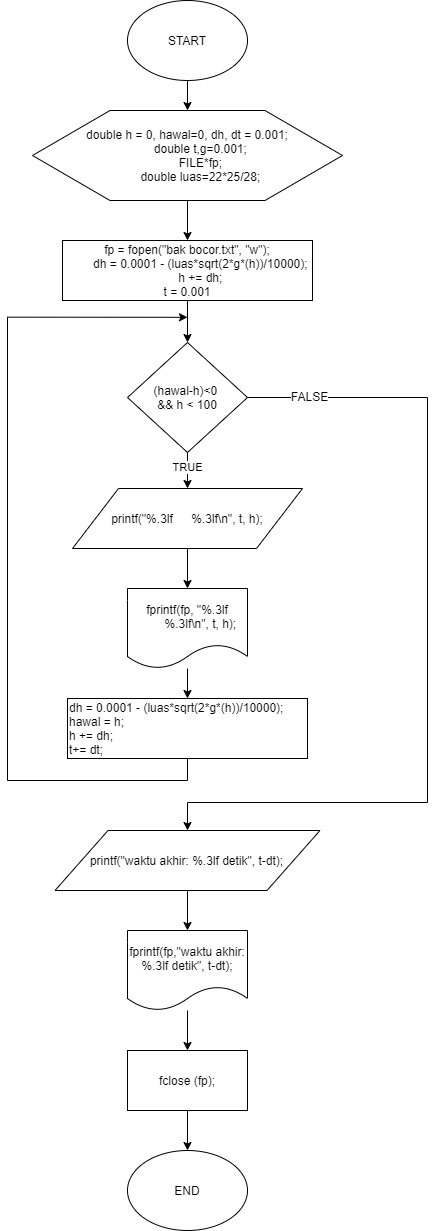 START
double h = 0, hawal=0, dh, dt = 0.001;
double t,g=0.001;
FILE*fp;
double luas=22*25/28;
fp = fopen("bak bocor.txt", "w");
dh = 0.0001 - (luas*sqrt(2*g*(h))/10000);
h += dh;
t = 0.001
(hawal-h)<0
&& h < 100
FALSE
TRUE
printf("%.3lf %.3lf\n", t, h);
fprintf(fp, "%.3lf
%.3lf\n", t, h);
dh = 0.0001 - (luas*sqrt(2*g*(h))/10000);
hawal = h;
h += dh;
t+= dt;
printf("waktu akhir: %.3lf detik", t-dt);
fprintf(fp,"waktu akhir:
%.3lf detik", t-dt);
fclose (fp);
END